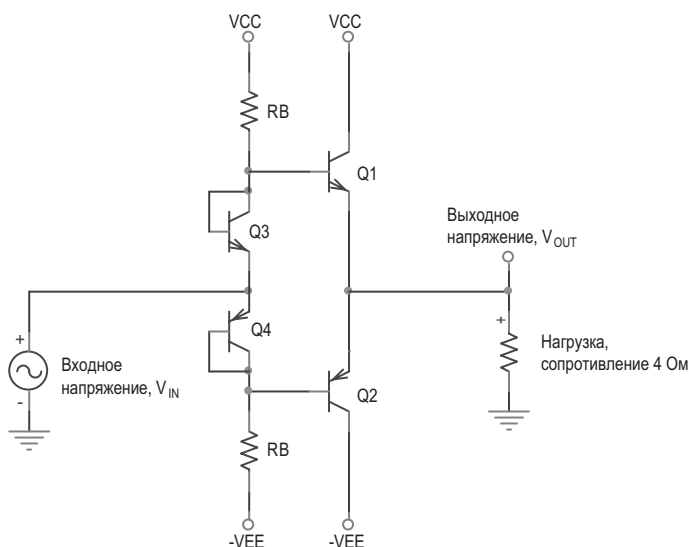 VCC
VCC
RB
Q1
Q3
Выходное
напряжение, VOUT
+
Q4
+
Нагрузка,
сопротивление 4 Ом
Входное
напряжение, VIN
-
Q2
RB
-VEE
-VEE